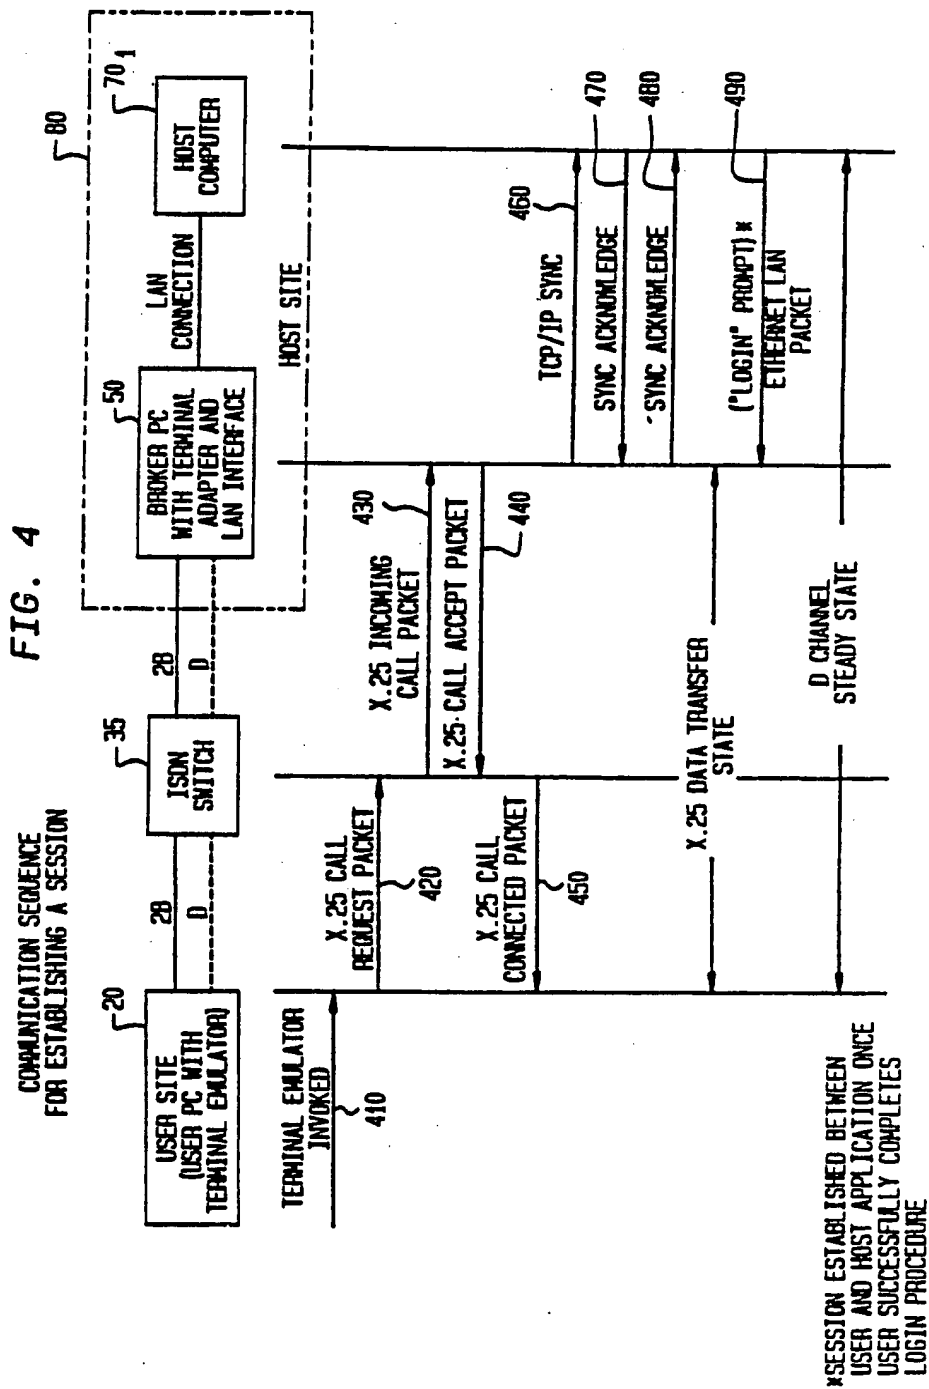 FIG. 4
COMMUNICATION SEQUENCE
FOR ESTABLISHING A SESSION
20
USER SITE
(USER PC WITH
TERMINAL EMULATOR)
2B
D
35
ISDN
SWITCH
2B
D
50
BROKER PC
WITH TERMINAL
ADAPTER AND
LAN INTERFACE
LAN
CONNECTION
70₁
HOST
COMPUTER
80
HOST SITE
TERMINAL EMULATOR
INVOKED
410
X.25 CALL
REQUEST PACKET
420
X.25 INCOMING
CALL PACKET
430
X.25 CALL ACCEPT PACKET
440
X.25 CALL
CONNECTED PACKET
450
TCP/IP SYNC
460
SYNC ACKNOWLEDGE
470
SYNC ACKNOWLEDGE
480
X.25 DATA TRANSFER
STATE
("LOGIN" PROMPT)*
ETHERNET LAN
PACKET
490
D CHANNEL
STEADY STATE
*SESSION ESTABLISHED BETWEEN
USER AND HOST APPLICATION ONCE
USER SUCCESSFULLY COMPLETES
LOGIN PROCEDURE